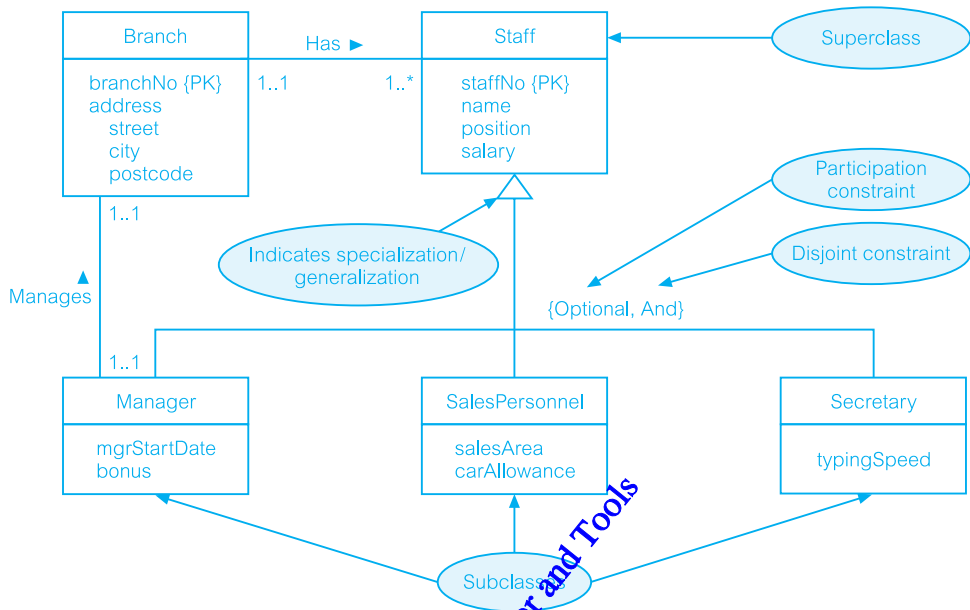 Branch
branchNo {PK}
address
street
city
postcode
Has ►
1..1
1..*
Staff
staffNo {PK}
name
position
salary
Superclass
Participation
constraint
Disjoint constraint
Indicates specialization/
generalization
{Optional, And}
1..1
Manages ▲
1..1
Manager
mgrStartDate
bonus
SalesPersonnel
salesArea
carAllowance
Secretary
typingSpeed
Subclasses
and Tools